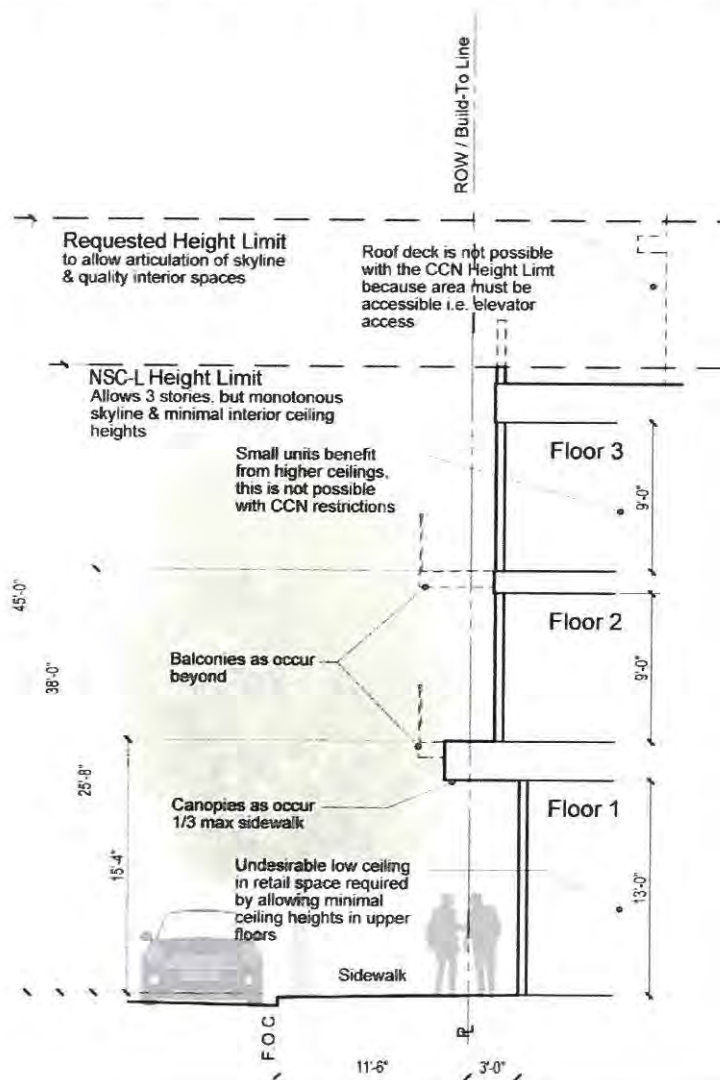 ROW / Build-To Line
Requested Height Limit
to allow articulation of skyline
& quality interior spaces
Roof deck is not possible
with the CCN Height Limt
because area must be
accessible i.e. elevator
access
NSC-L Height Limit
Allows 3 stories, but monotonous
skyline & minimal interior ceiling
heights
Small units benefit
from higher ceilings,
this is not possible
with CCN restrictions
Floor 3
9'-0"
45'-0"
38'-0"
Floor 2
9'-0"
Balconies as occur
beyond
25'-8"
15'-4"
Canopies as occur
1/3 max sidewalk
Floor 1
13'-0"
Undesirable low ceiling
in retail space required
by allowing minimal
ceiling heights in upper
floors
Sidewalk
F.O.C
PL
11'-6"
3'-0"